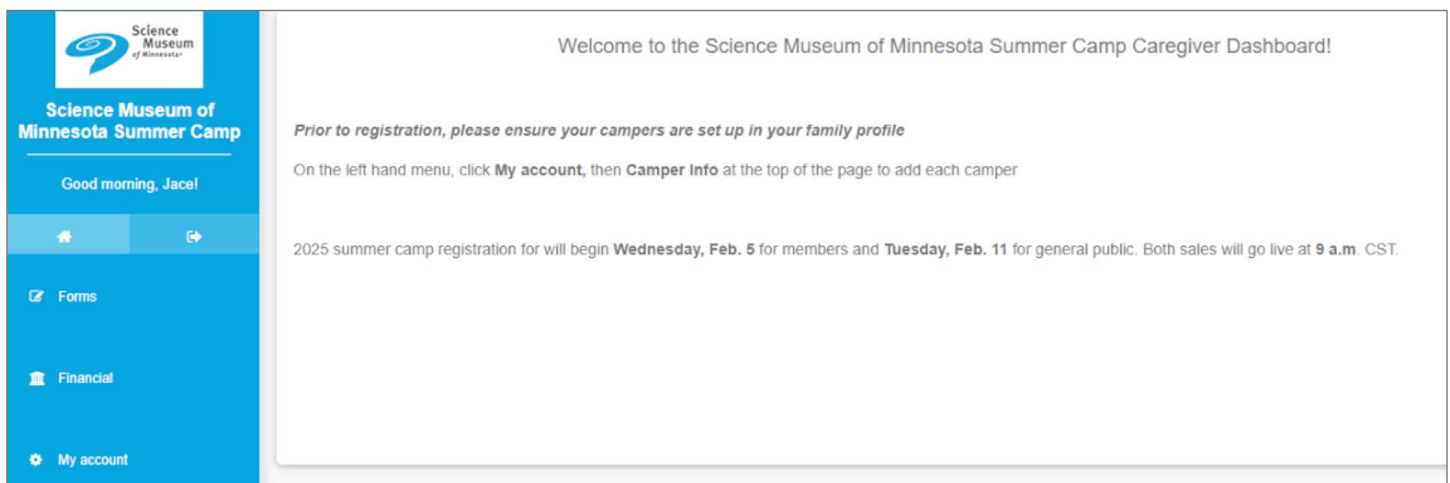 Science
Museum
of Minnesota
Science Museum of
Minnesota Summer Camp
Good morning, Jace!
Forms
Financial
My account
Welcome to the Science Museum of Minnesota Summer Camp Caregiver Dashboard!
Prior to registration, please ensure your campers are set up in your family profile
On the left hand menu, click My account, then Camper Info at the top of the page to add each camper
2025 summer camp registration for will begin Wednesday, Feb. 5 for members and Tuesday, Feb. 11 for general public. Both sales will go live at 9 a.m. CST.